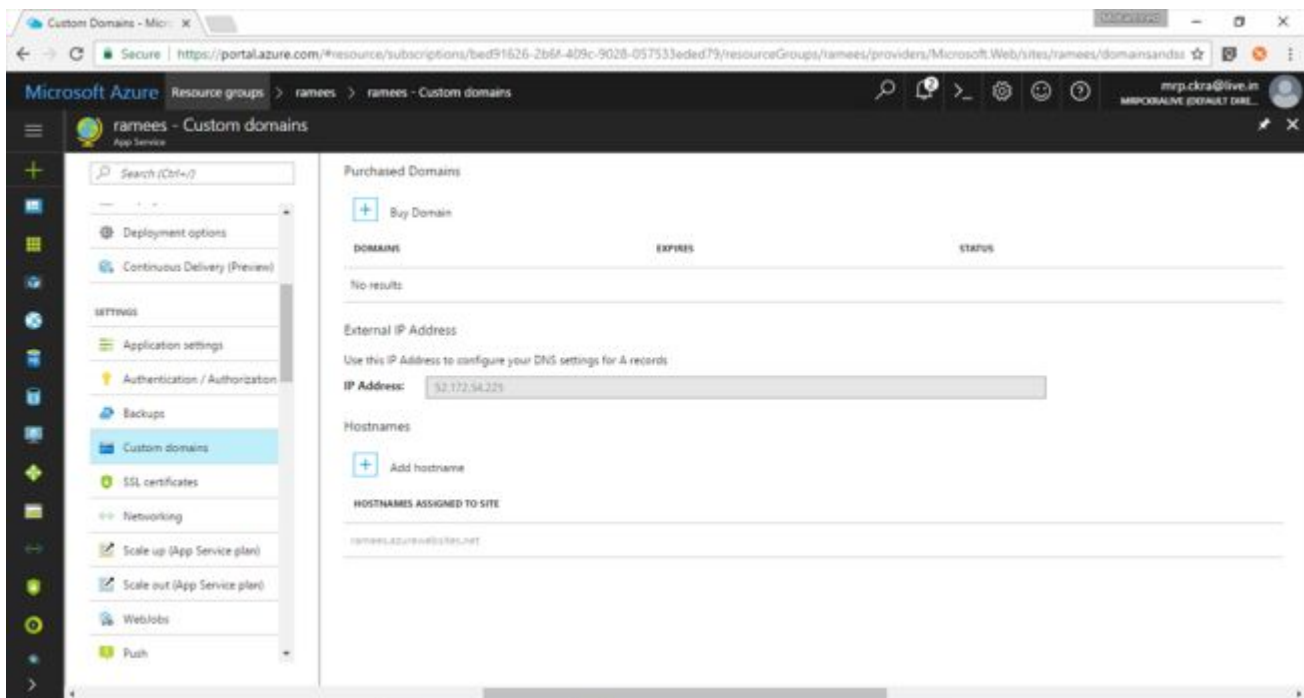 Custom Domains - Micr
Secure | https://portal.azure.com/#resource/subscriptions/bed91626-2b6f-409c-9028-057533eded79/resourceGroups/ramees/providers/Microsoft.Web/sites/ramees/domainsandss
Microsoft Azure Resource groups > ramees > ramees - Custom domains
2
mrp.ckra@live.in
ramees - Custom domains
App Service
Search (Ctrl+/)
Deployment options
Continuous Delivery (Preview)
SETTINGS
Application settings
Authentication / Authorization
Backups
Custom domains
SSL certificates
Networking
Scale up (App Service plan)
Scale out (App Service plan)
WebJobs
Push
Purchased Domains
Buy Domain
DOMAINS EXPIRES STATUS
No results
External IP Address
Use this IP Address to configure your DNS settings for A records
IP Address: 52.172.54.225
Hostnames
Add hostname
HOSTNAMES ASSIGNED TO SITE
ramees.azurewebsites.net